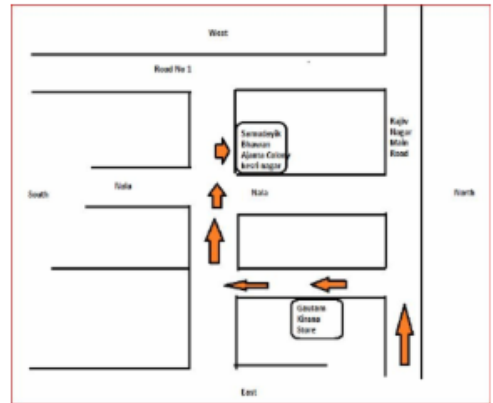 West
Road No 1
Samudayik
Bhawan
Ajanta Colony
kesri nagar
Rajiv
Nagar
Main
Road
South
Nala
Nala
North
Goutam
Kirana
Store
East